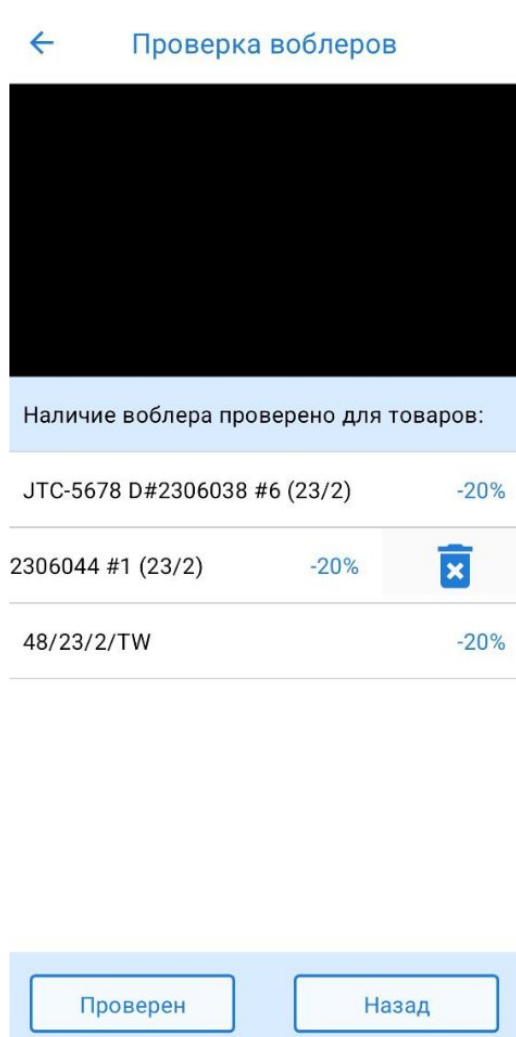 Проверка воблеров
Наличие воблера проверено для товаров:
JTC-5678 D#2306038 #6 (23/2) -20%
2306044 #1 (23/2) -20%
48/23/2/TW -20%
Проверен Назад